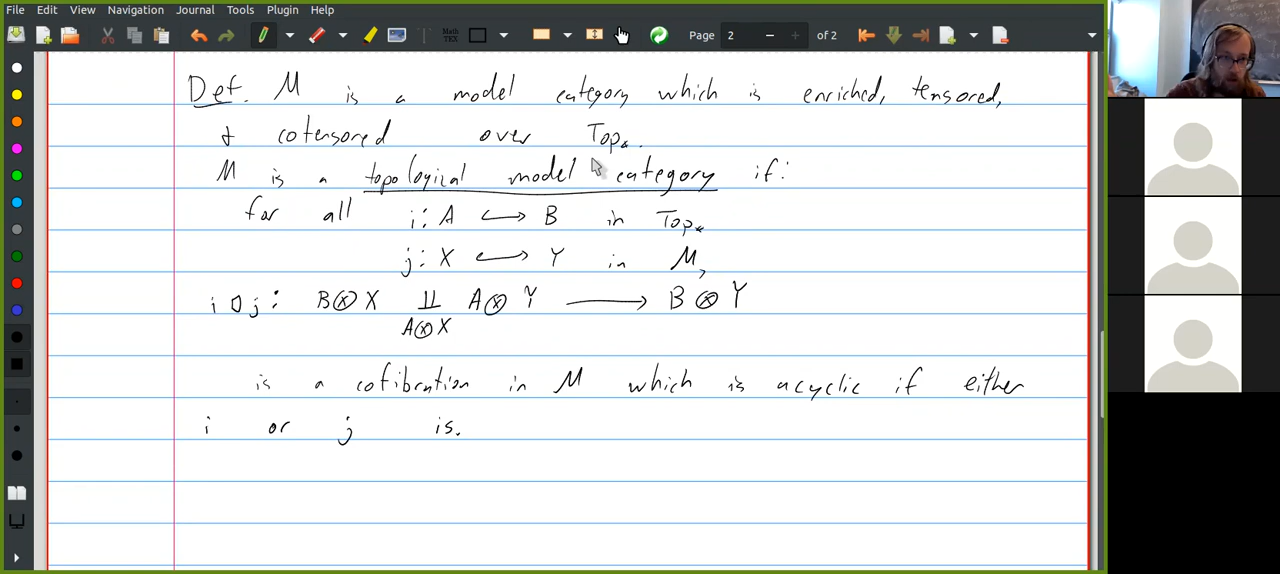 File Edit View Navigation Journal Tools Plugin Help
Math TEX Page 2 of 2
Def. M is a model category which is enriched, tensored,
& cotensored over Top*.
M is a topological model category if:
for all i: A ↪ B in Top*
j: X ↪ Y in M,
i □ j: B⊗X ⨿ A⊗Y ⟶ B⊗Y
A⊗X
is a cofibration in M which is acyclic if either
i or j is.